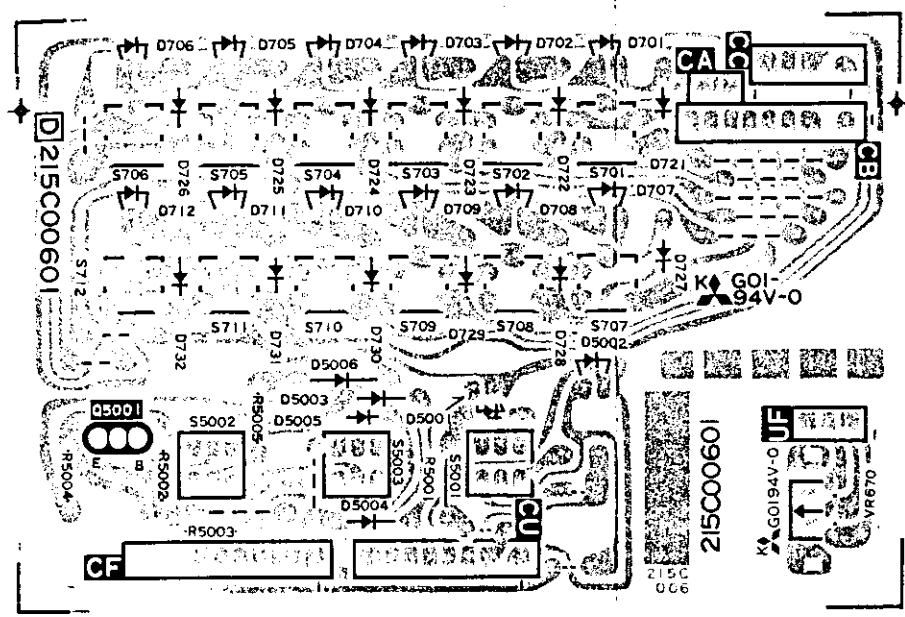 D706 D705 D704 D703 D702 D701
CA CC
D 215C00601
CB
S706 D726 S705 D725 S704 D724 S703 D723 S702 D722 S701 D721
D712 D711 D710 D709 D708 D707
S712
D727
K G01
94V-0
S711 S710 S709 D729 S708 S707
D732 D731 D730 D728 D5002
D5006
D5003
Q5001 S5002 R5005 D5005 D500
E B
R5004 R5002 S5003 R5001 S5001
D5004
R5003
CF CU
215C00601
215C
006
UF
K G0194V-0
VR670